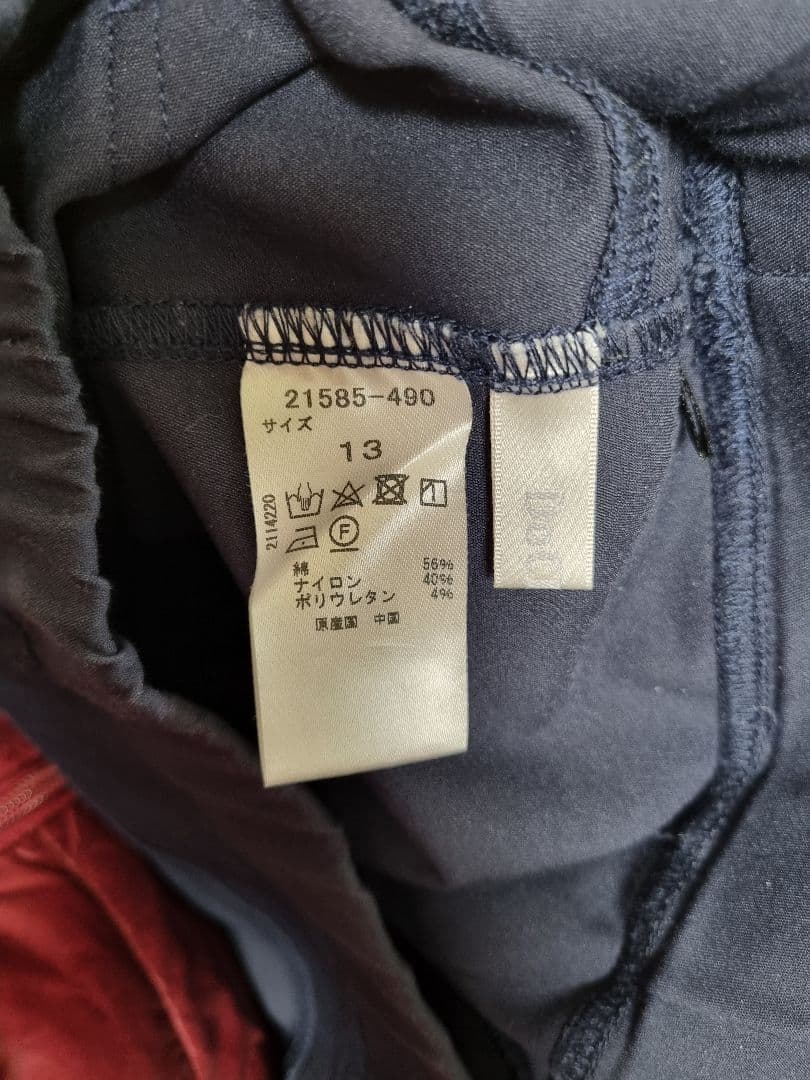 21585-490
サイズ
13
2114220
1
F
綿 56%
ナイロン 40%
ポリウレタン 4%
原産国 中国